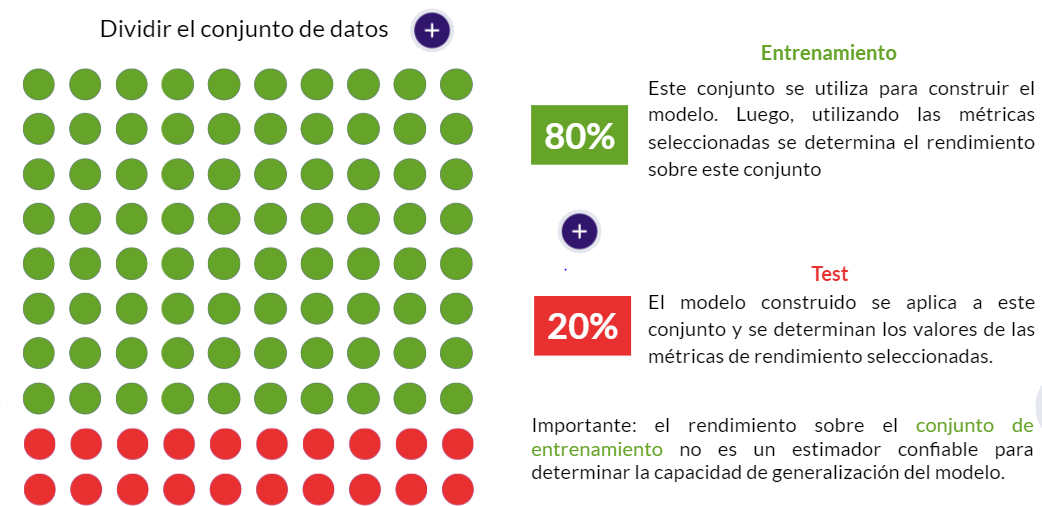 Dividir el conjunto de datos
+
Entrenamiento
80%
Este conjunto se utiliza para construir el
modelo. Luego, utilizando las métricas
seleccionadas se determina el rendimiento
sobre este conjunto
+
Test
20%
El modelo construido se aplica a este
conjunto y se determinan los valores de las
métricas de rendimiento seleccionadas.
Importante: el rendimiento sobre el conjunto de
entrenamiento no es un estimador confiable para
determinar la capacidad de generalización del modelo.